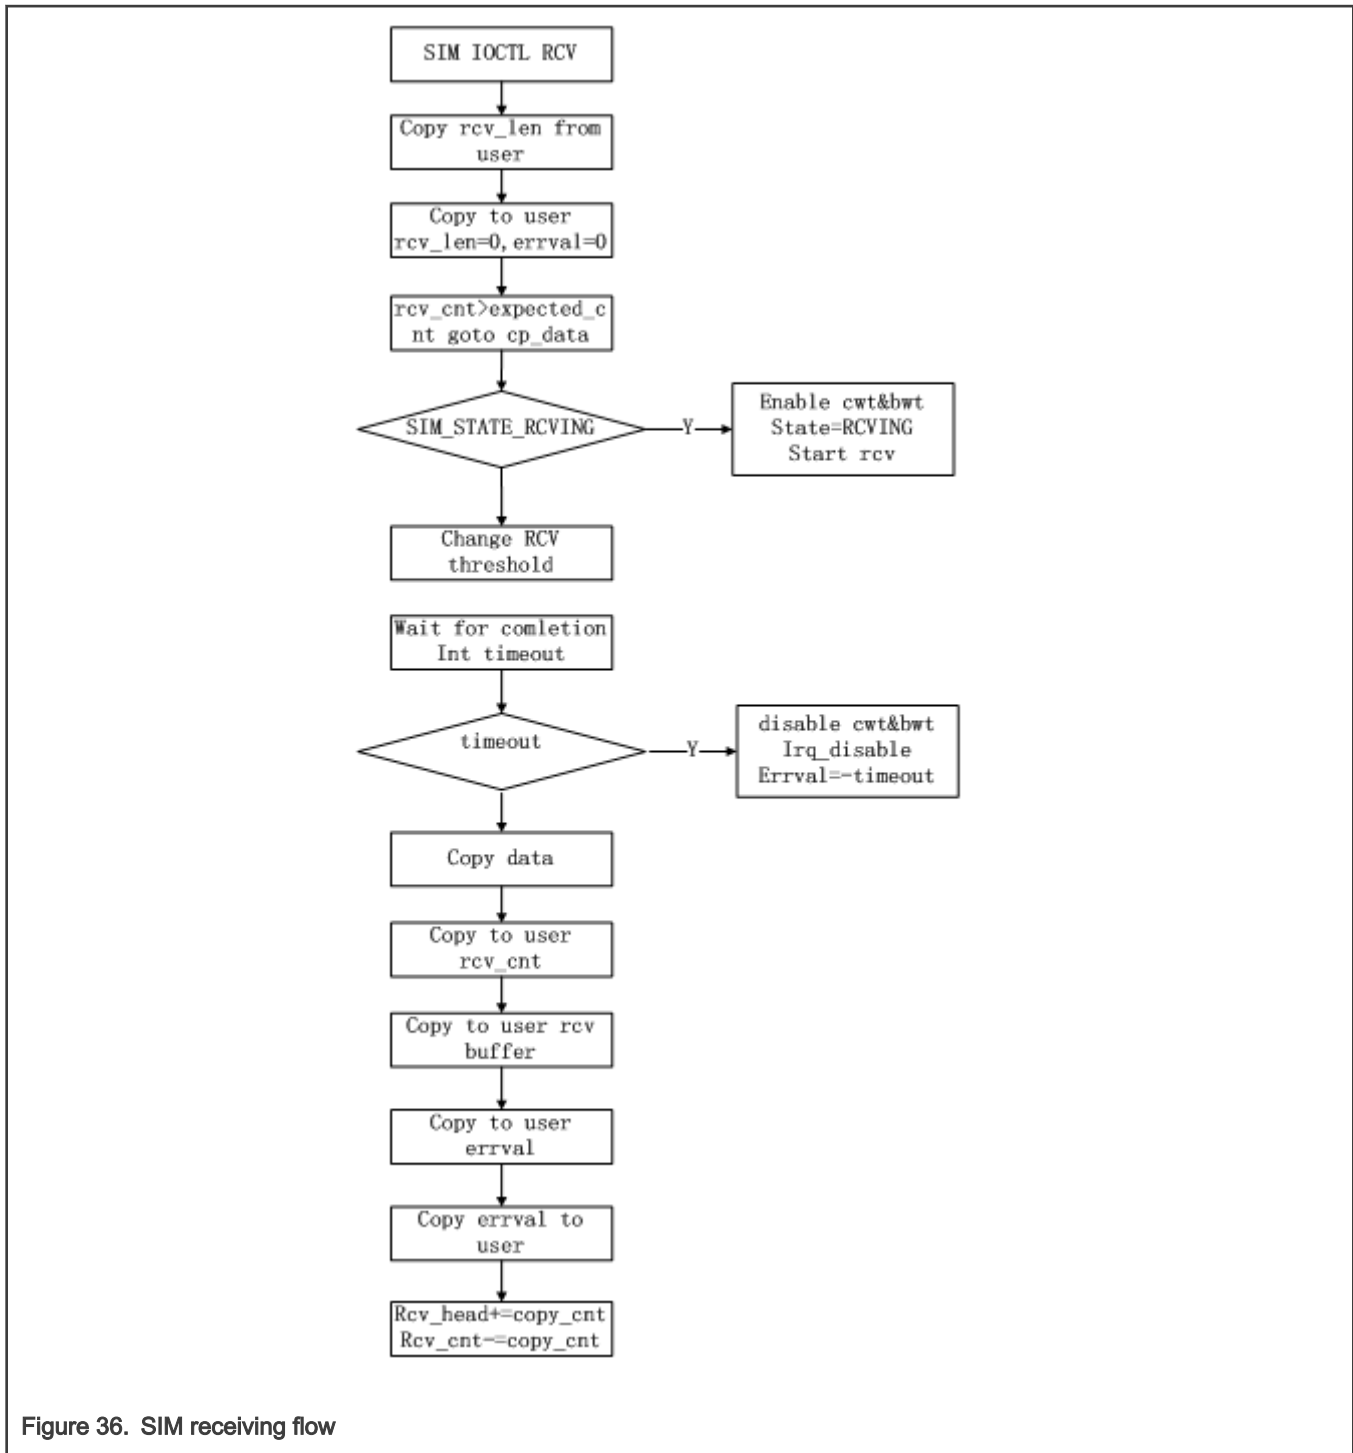 SIM IOCTL RCV
Copy rcv_len from
user
Copy to user
rcv_len=0,errval=0
rcv_cnt>expected_c
nt goto cp_data
SIM_STATE_RCVING
Y
Enable cwt&bwt
State=RCVING
Start rcv
Change RCV
threshold
Wait for comletion
Int timeout
timeout
Y
disable cwt&bwt
Irq_disable
Errval=-timeout
Copy data
Copy to user
rcv_cnt
Copy to user rcv
buffer
Copy to user
errval
Copy errval to
user
Rcv_head+=copy_cnt
Rcv_cnt-=copy_cnt
Figure 36. SIM receiving flow